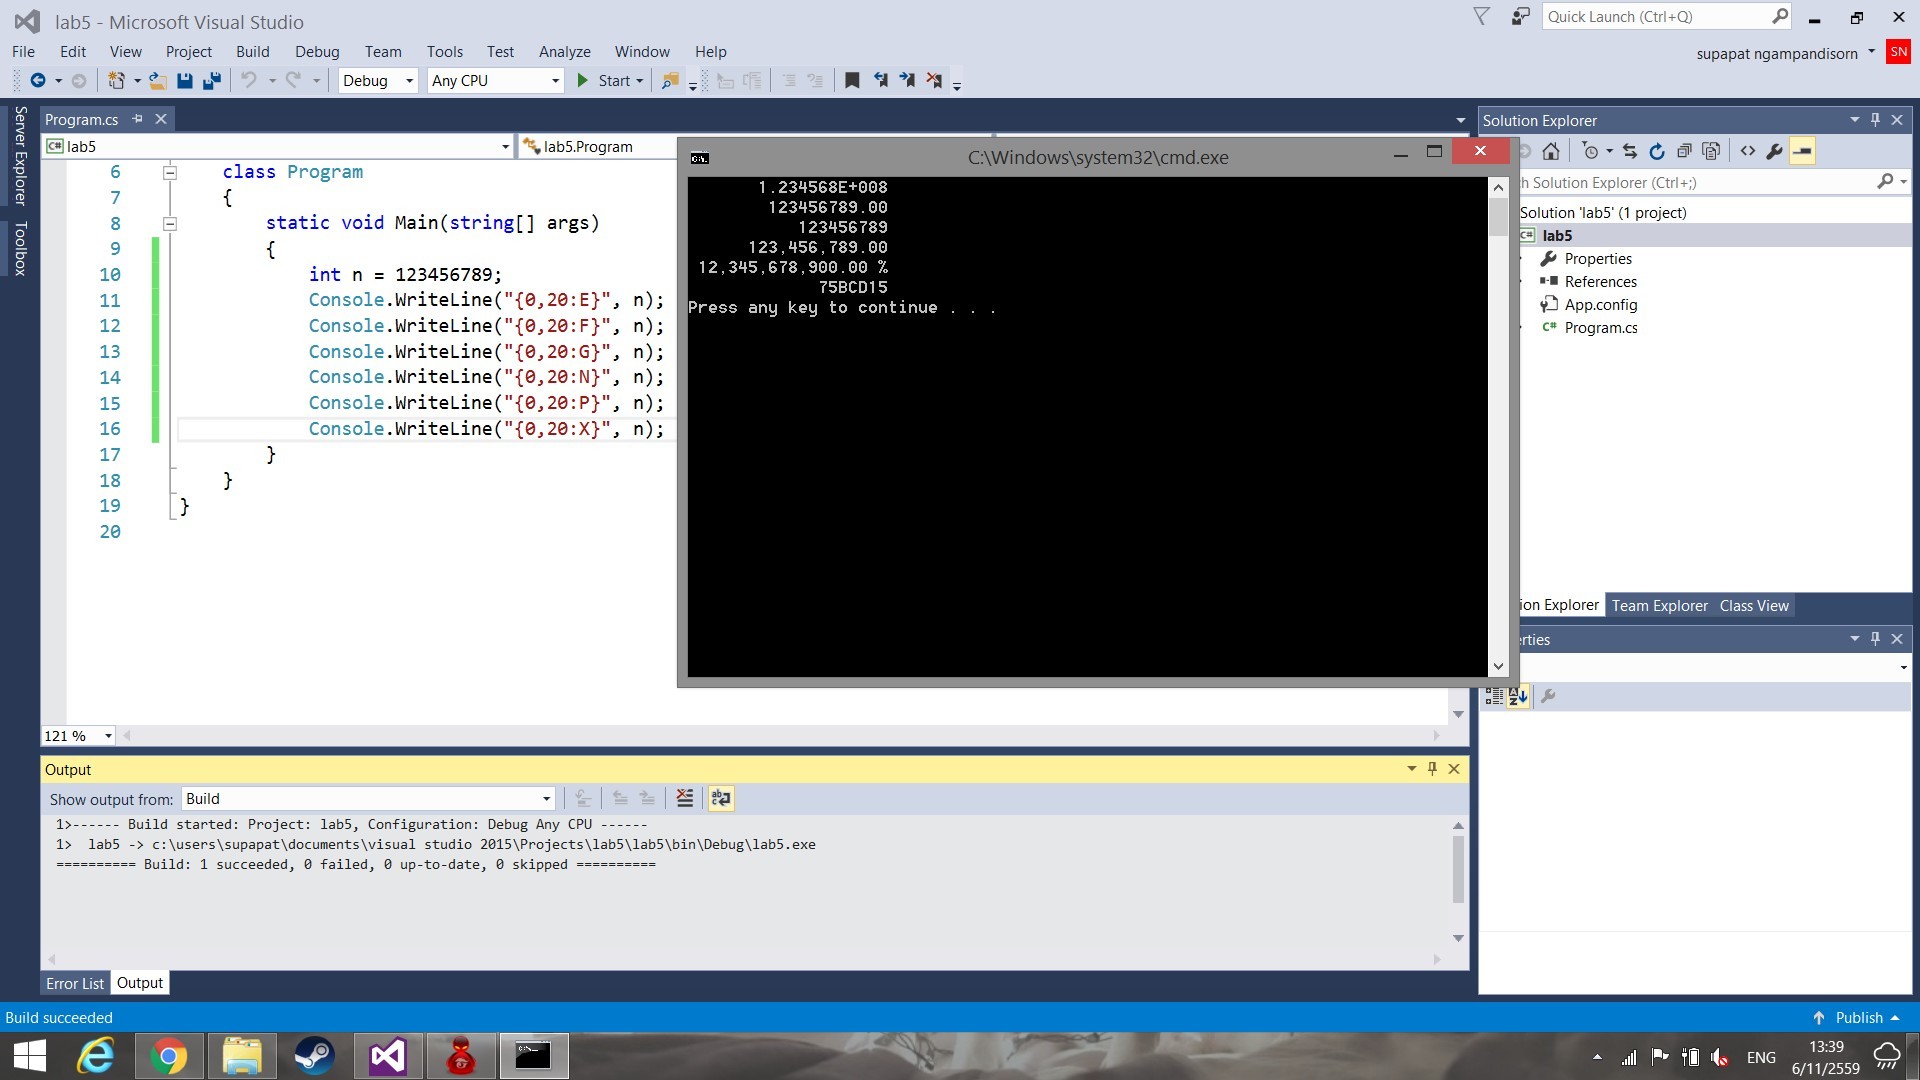 lab5 - Microsoft Visual Studio
Quick Launch (Ctrl+Q)
File Edit View Project Build Debug Team Tools Test Analyze Window Help
supapat ngampandisorn SN
Debug Any CPU Start
Server Explorer
Toolbox
Program.cs
lab5 lab5.Program
6 class Program
7 {
8 static void Main(string[] args)
9 {
10 int n = 123456789;
11 Console.WriteLine("{0,20:E}", n);
12 Console.WriteLine("{0,20:F}", n);
13 Console.WriteLine("{0,20:G}", n);
14 Console.WriteLine("{0,20:N}", n);
15 Console.WriteLine("{0,20:P}", n);
16 Console.WriteLine("{0,20:X}", n);
17 }
18 }
19 }
20
121 %
C:\Windows\system32\cmd.exe
1.234568E+008
123456789.00
123456789
123,456,789.00
12,345,678,900.00 %
75BCD15
Press any key to continue . . .
Solution Explorer
ch Solution Explorer (Ctrl+;)
Solution 'lab5' (1 project)
C# lab5
Properties
References
App.config
C# Program.cs
ion Explorer Team Explorer Class View
erties
Output
Show output from: Build
1>------ Build started: Project: lab5, Configuration: Debug Any CPU ------
1>  lab5 -> c:\users\supapat\documents\visual studio 2015\Projects\lab5\lab5\bin\Debug\lab5.exe
========== Build: 1 succeeded, 0 failed, 0 up-to-date, 0 skipped ==========
Error List Output
Build succeeded
Publish
ENG
13:39
6/11/2559